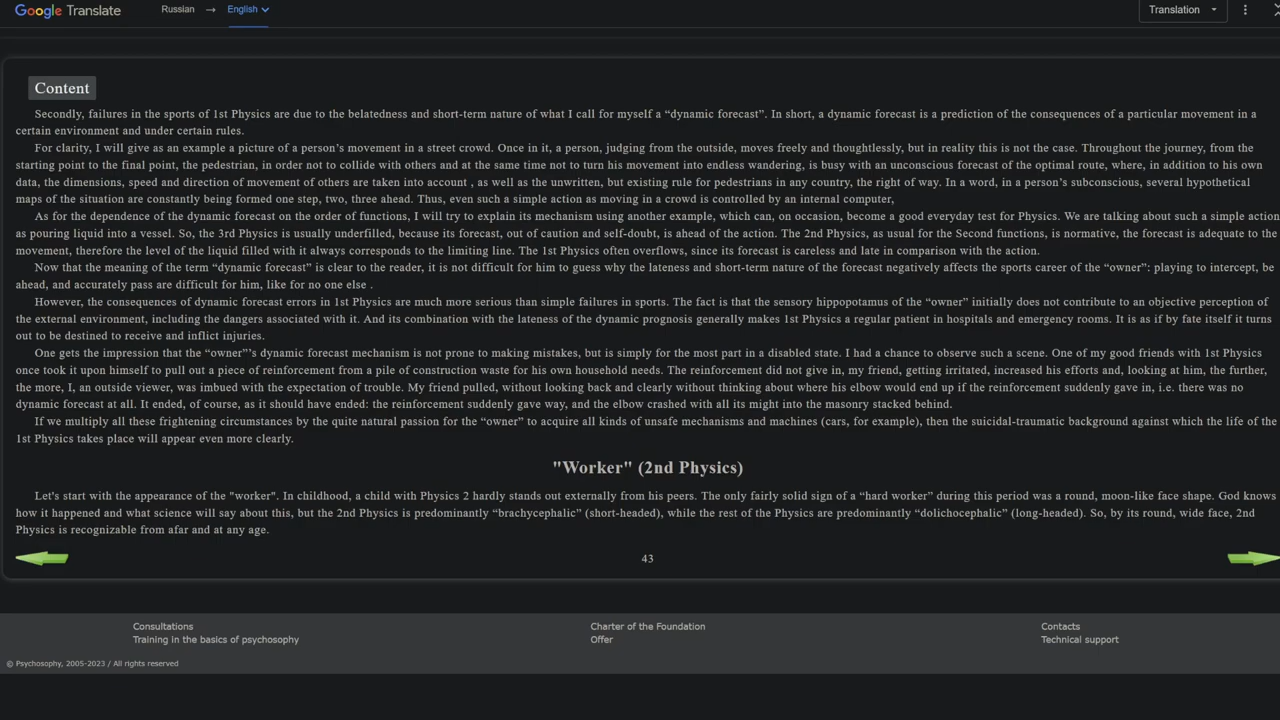 Google Translate
Russian → English
Translation
Content
Secondly, failures in the sports of 1st Physics are due to the belatedness and short-term nature of what I call for myself a “dynamic forecast”. In short, a dynamic forecast is a prediction of the consequences of a particular movement in a
certain environment and under certain rules.
For clarity, I will give as an example a picture of a person’s movement in a street crowd. Once in it, a person, judging from the outside, moves freely and thoughtlessly, but in reality this is not the case. Throughout the journey, from the
starting point to the final point, the pedestrian, in order not to collide with others and at the same time not to turn his movement into endless wandering, is busy with an unconscious forecast of the optimal route, where, in addition to his own
data, the dimensions, speed and direction of movement of others are taken into account , as well as the unwritten, but existing rule for pedestrians in any country, the right of way. In a word, in a person’s subconscious, several hypothetical
maps of the situation are constantly being formed one step, two, three ahead. Thus, even such a simple action as moving in a crowd is controlled by an internal computer,
As for the dependence of the dynamic forecast on the order of functions, I will try to explain its mechanism using another example, which can, on occasion, become a good everyday test for Physics. We are talking about such a simple action
as pouring liquid into a vessel. So, the 3rd Physics is usually underfilled, because its forecast, out of caution and self-doubt, is ahead of the action. The 2nd Physics, as usual for the Second functions, is normative, the forecast is adequate to the
movement, therefore the level of the liquid filled with it always corresponds to the limiting line. The 1st Physics often overflows, since its forecast is careless and late in comparison with the action.
Now that the meaning of the term “dynamic forecast” is clear to the reader, it is not difficult for him to guess why the lateness and short-term nature of the forecast negatively affects the sports career of the “owner”: playing to intercept, be
ahead, and accurately pass are difficult for him, like for no one else .
However, the consequences of dynamic forecast errors in 1st Physics are much more serious than simple failures in sports. The fact is that the sensory hippopotamus of the “owner” initially does not contribute to an objective perception of
the external environment, including the dangers associated with it. And its combination with the lateness of the dynamic prognosis generally makes 1st Physics a regular patient in hospitals and emergency rooms. It is as if by fate itself it turns
out to be destined to receive and inflict injuries.
One gets the impression that the “owner”’s dynamic forecast mechanism is not prone to making mistakes, but is simply for the most part in a disabled state. I had a chance to observe such a scene. One of my good friends with 1st Physics
once took it upon himself to pull out a piece of reinforcement from a pile of construction waste for his own household needs. The reinforcement did not give in, my friend, getting irritated, increased his efforts and, looking at him, the further,
the more, I, an outside viewer, was imbued with the expectation of trouble. My friend pulled, without looking back and clearly without thinking about where his elbow would end up if the reinforcement suddenly gave in, i.e. there was no
dynamic forecast at all. It ended, of course, as it should have ended: the reinforcement suddenly gave way, and the elbow crashed with all its might into the masonry stacked behind.
If we multiply all these frightening circumstances by the quite natural passion for the “owner” to acquire all kinds of unsafe mechanisms and machines (cars, for example), then the suicidal-traumatic background against which the life of the
1st Physics takes place will appear even more clearly.
"Worker" (2nd Physics)
Let's start with the appearance of the "worker". In childhood, a child with Physics 2 hardly stands out externally from his peers. The only fairly solid sign of a “hard worker” during this period was a round, moon-like face shape. God knows
how it happened and what science will say about this, but the 2nd Physics is predominantly “brachycephalic” (short-headed), while the rest of the Physics are predominantly “dolichocephalic” (long-headed). So, by its round, wide face, 2nd
Physics is recognizable from afar and at any age.
43
Consultations
Training in the basics of psychosophy
Charter of the Foundation
Offer
Contacts
Technical support
© Psychosophy, 2005-2023 / All rights reserved